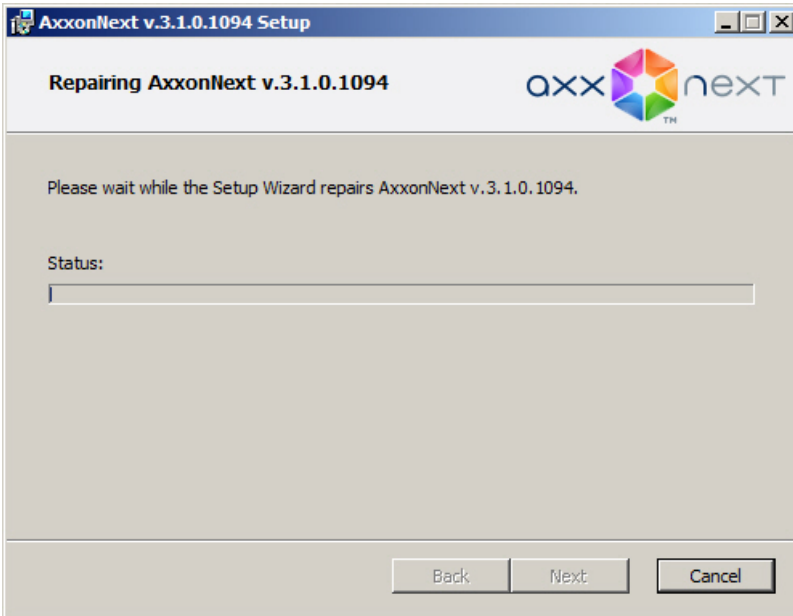 AxxonNext v.3.1.0.1094 Setup
Repairing AxxonNext v.3.1.0.1094
axx next
TM
Please wait while the Setup Wizard repairs AxxonNext v.3.1.0.1094.
Status:
Back Next Cancel